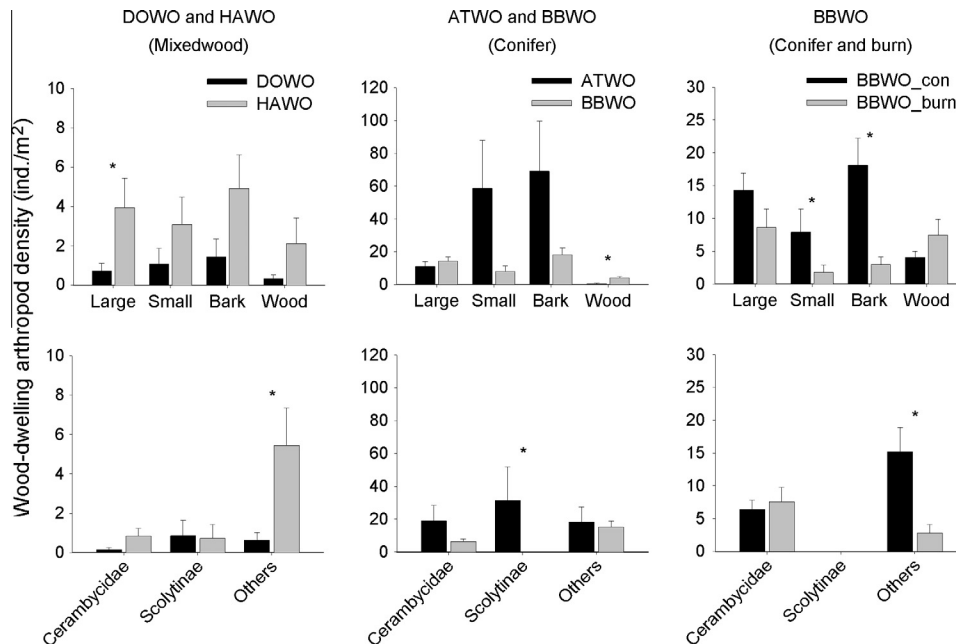 DOWO and HAWO
(Mixedwood)
ATWO and BBWO
(Conifer)
BBWO
(Conifer and burn)
Wood-dwelling arthropod density (ind./m²)
10
8
6
4
2
0
DOWO
HAWO
*
Large Small Bark Wood
120
100
80
60
40
20
0
ATWO
BBWO
*
Large Small Bark Wood
30
25
20
15
10
5
0
BBWO_con
BBWO_burn
*
*
Large Small Bark Wood
10
8
6
4
2
0
*
Cerambycidae
Scolytinae
Others
120
100
80
60
40
20
0
*
Cerambycidae
Scolytinae
Others
30
25
20
15
10
5
0
*
Cerambycidae
Scolytinae
Others